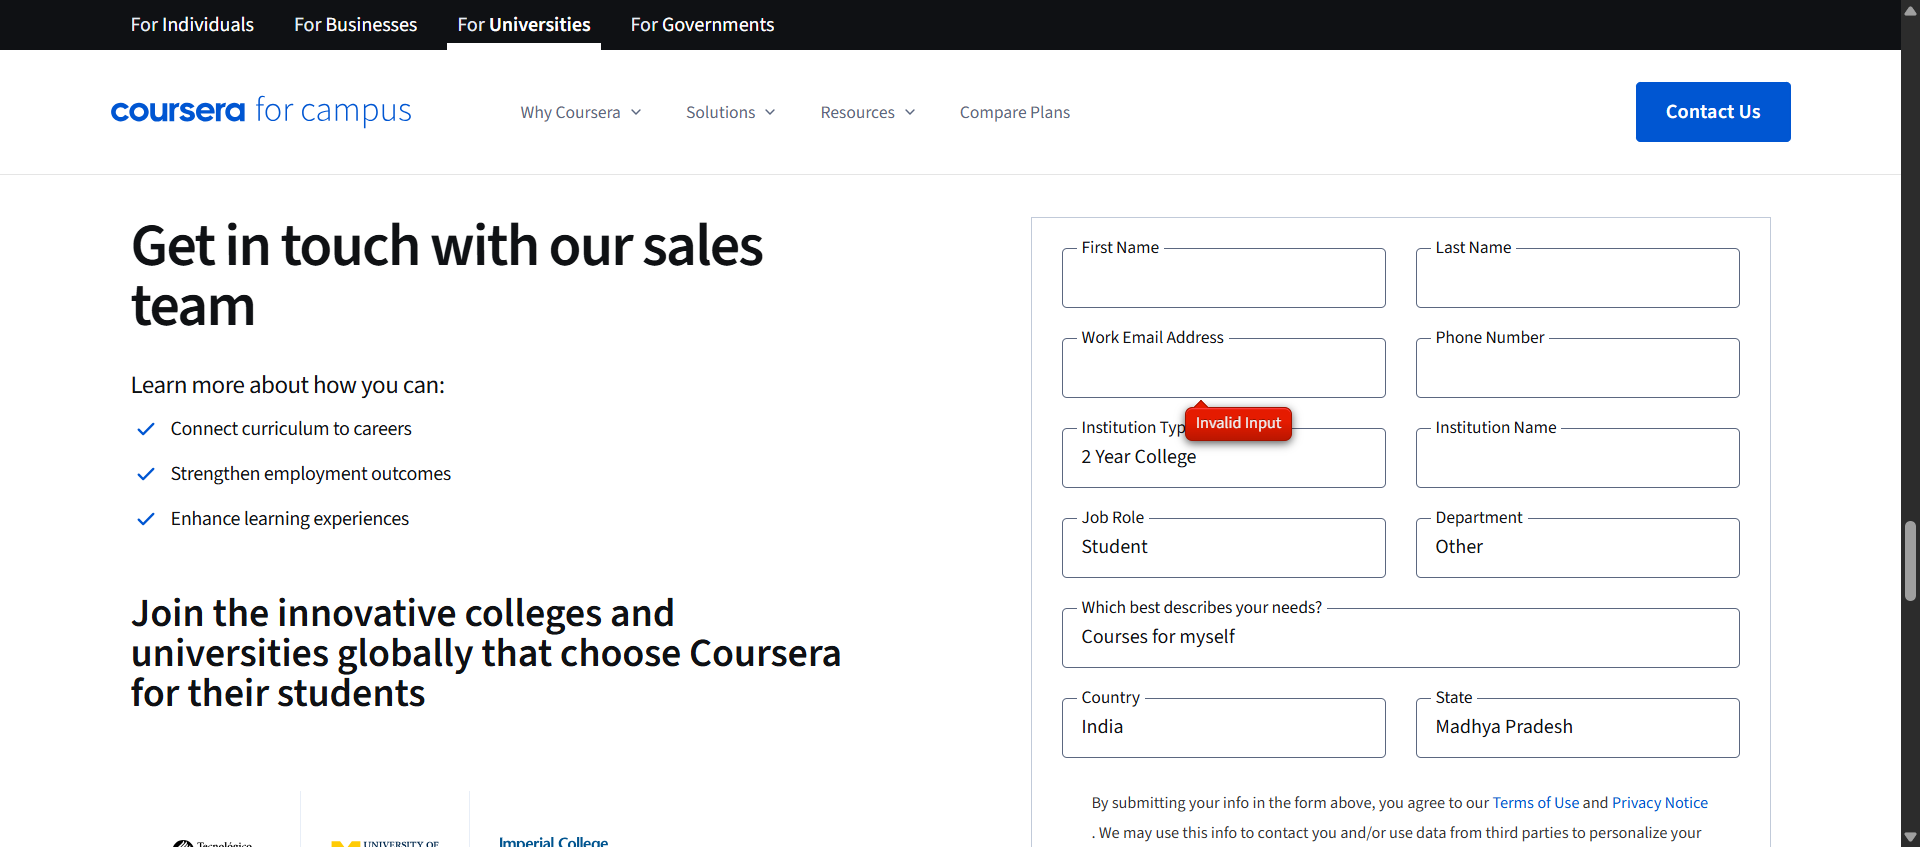 For Individuals
For Businesses
For Universities
For Governments
coursera for campus
Why Coursera
Solutions
Resources
Compare Plans
Contact Us
Get in touch with our sales
team
Learn more about how you can:
Connect curriculum to careers
Strengthen employment outcomes
Enhance learning experiences
Join the innovative colleges and
universities globally that choose Coursera
for their students
Tecnológico
UNIVERSITY OF
Imperial College
First Name
Last Name
Work Email Address
Phone Number
Invalid Input
Institution Typ
2 Year College
Institution Name
Job Role
Student
Department
Other
Which best describes your needs?
Courses for myself
Country
India
State
Madhya Pradesh
By submitting your info in the form above, you agree to our Terms of Use and Privacy Notice
. We may use this info to contact you and/or use data from third parties to personalize your